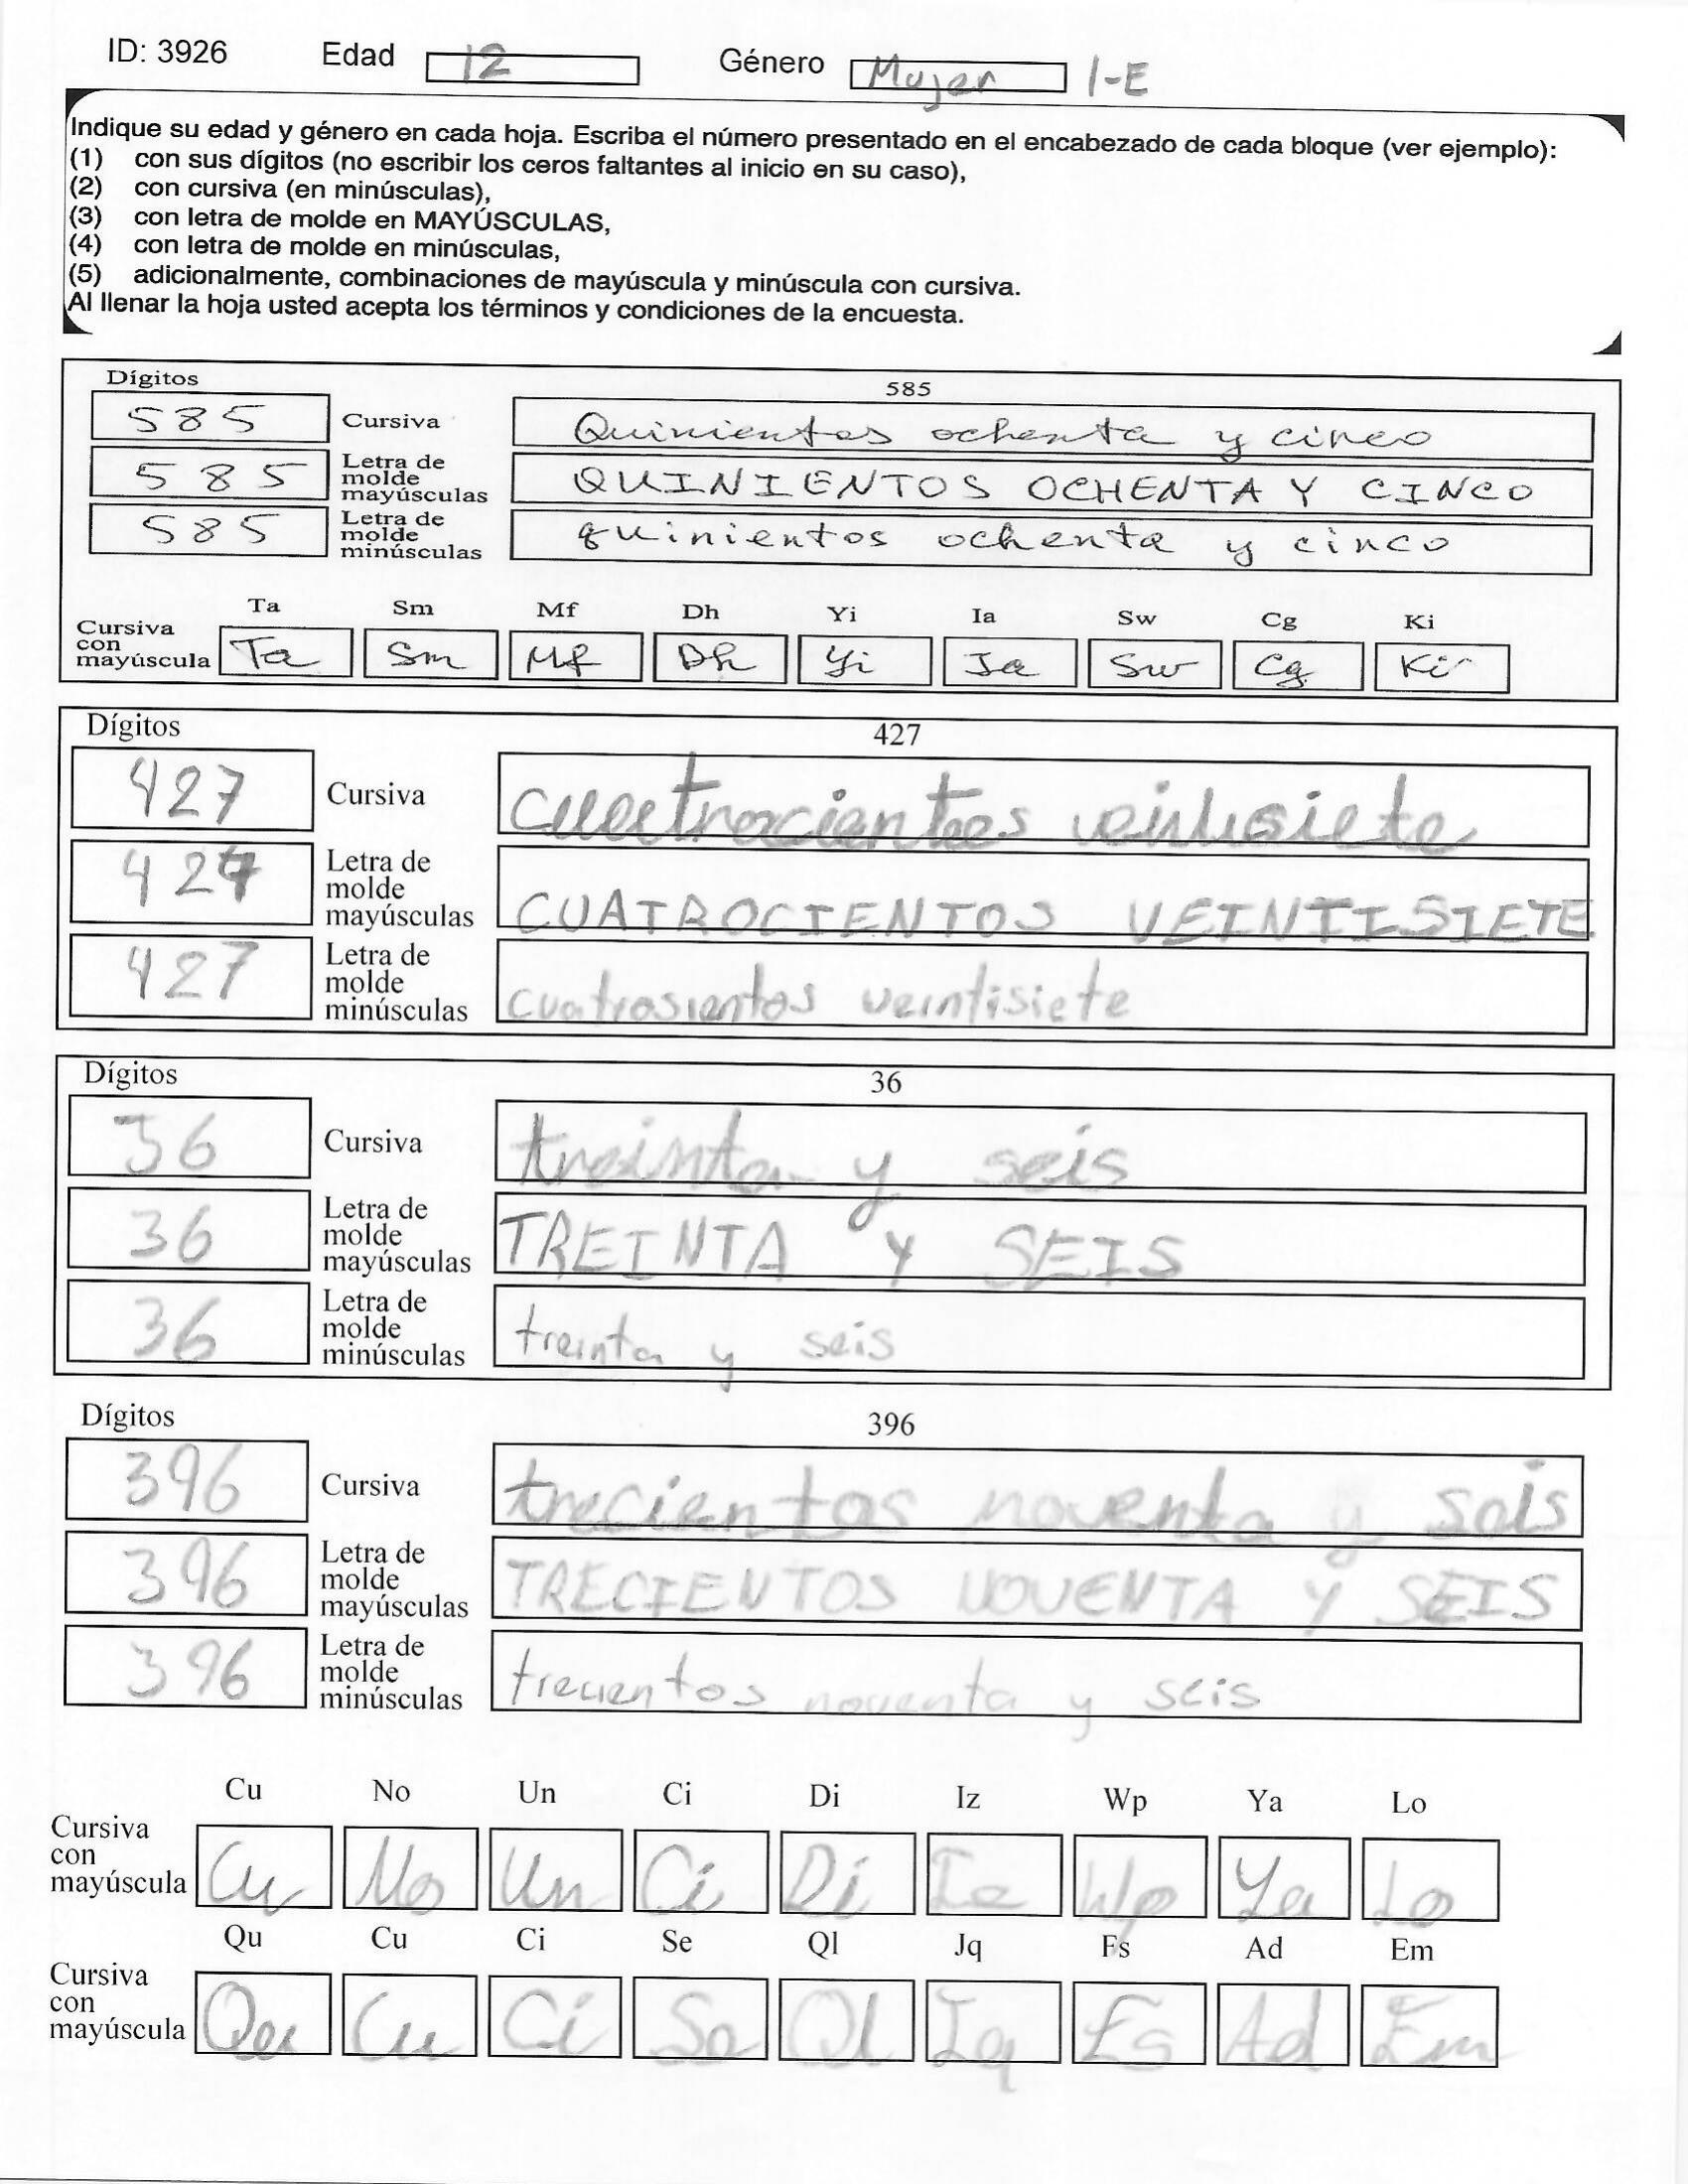 ID: 3926 Edad 12 Género Mujer 1-E
Indique su edad y género en cada hoja. Escriba el número presentado en el encabezado de cada bloque (ver ejemplo):
(1) con sus dígitos (no escribir los ceros faltantes al inicio en su caso),
(2) con cursiva (en minúsculas),
(3) con letra de molde en MAYÚSCULAS,
(4) con letra de molde en minúsculas,
(5) adicionalmente, combinaciones de mayúscula y minúscula con cursiva.
Al llenar la hoja usted acepta los términos y condiciones de la encuesta.
Dígitos 585
585 Cursiva Quinientos ochenta y cinco
585 Letra de molde mayúsculas QUINIENTOS OCHENTA Y CINCO
585 Letra de molde minúsculas quinientos ochenta y cinco
Ta Sm Mf Dh Yi Ia Sw Cg Ki
Cursiva con mayúscula Ta Sm Mf Dh Yi Ia Sw Cg Ki
Dígitos 427
427 Cursiva cuatrocientos veintisiete
427 Letra de molde mayúsculas CUATROCIENTOS VEINTISIETE
427 Letra de molde minúsculas cuatrosientos veintisiete
Dígitos 36
36 Cursiva treinta y seis
36 Letra de molde mayúsculas TREINTA Y SEIS
36 Letra de molde minúsculas treinta y seis
Dígitos 396
396 Cursiva trecientos noventa y seis
396 Letra de molde mayúsculas TRECIENTOS NOVENTA Y SEIS
396 Letra de molde minúsculas trecientos noventa y seis
Cu No Un Ci Di Iz Wp Ya Lo
Cursiva con mayúscula Cu No Un Ci Di Iz Wp Ya Lo
Qu Cu Ci Se Ql Jq Fs Ad Em
Cursiva con mayúscula Qu Cu Ci Se Ql Jq Fs Ad Em